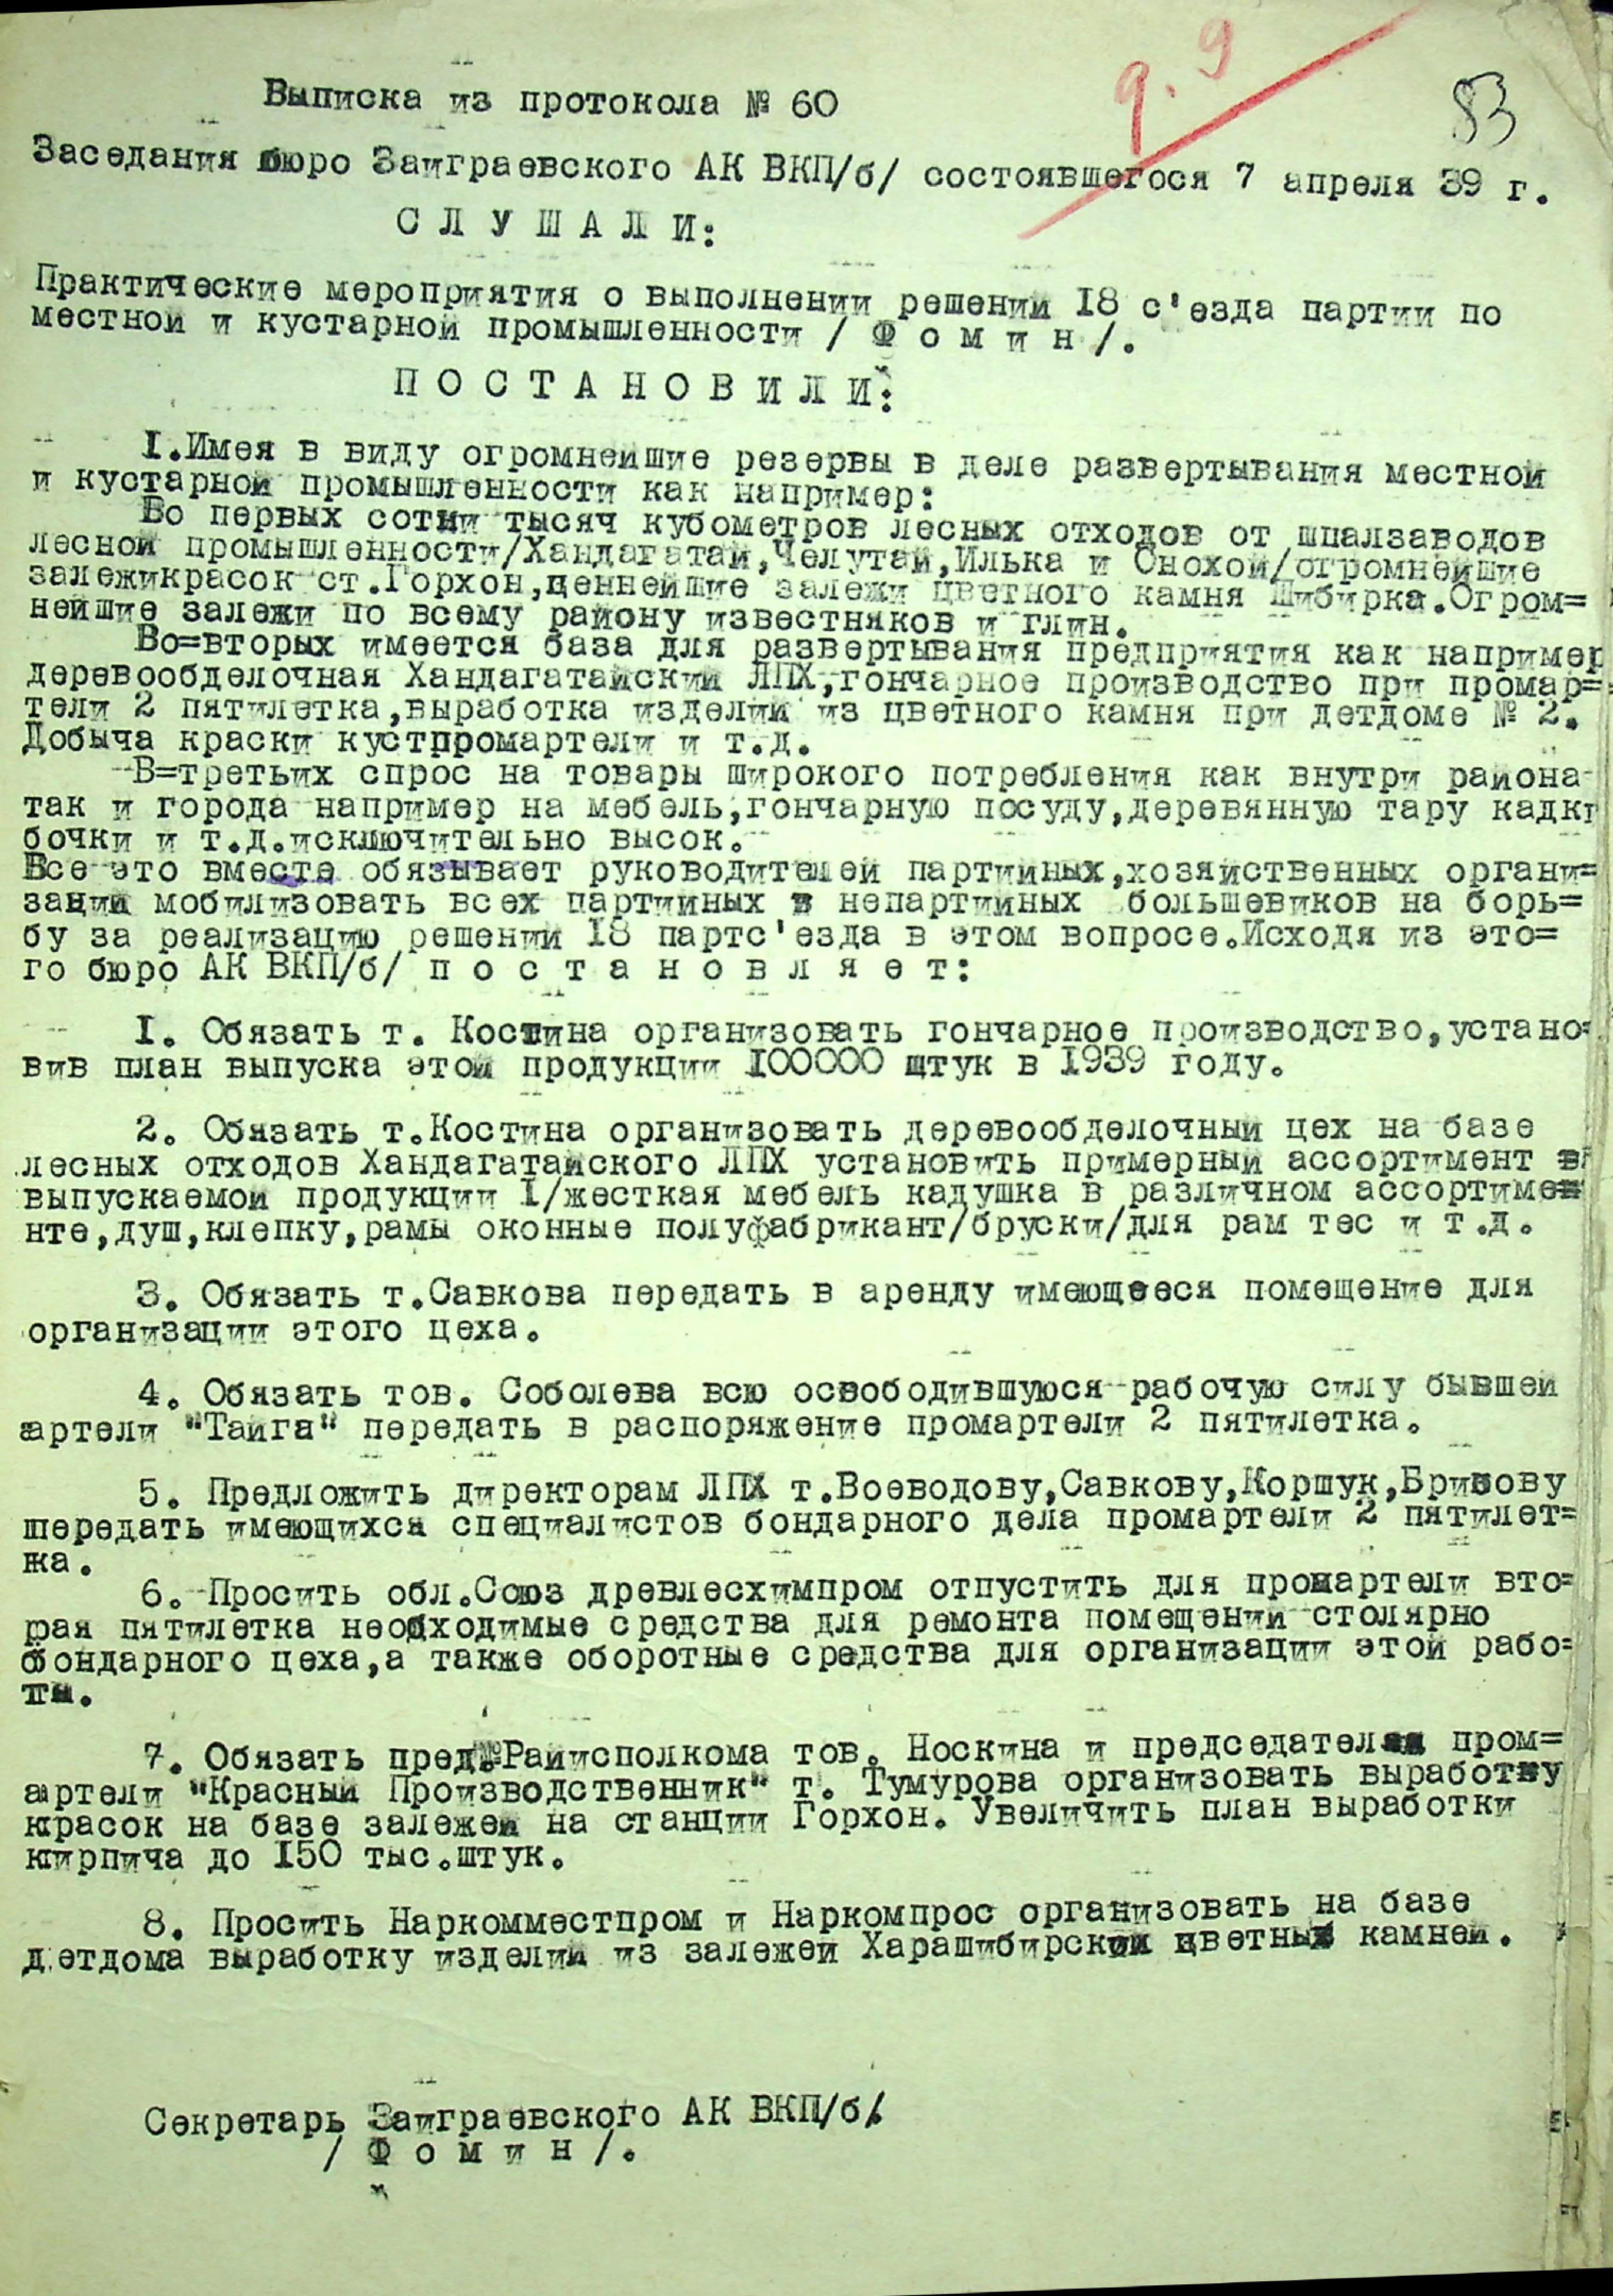 9.9
83
Выписка из протокола № 60
Заседания бюро Заиграевского АК ВКП/б/ состоявшегося 7 апреля 39 г.
С Л У Ш А Л И:
Практические мероприятия о выполнении решений 18 с'езда партии по
местной и кустарной промышленности / Ф о м и н /.
П О С Т А Н О В И Л И:
I.Имея в виду огромнейшие резервы в деле развертывания местной
и кустарной промышленности как например:
Во первых сотни тысяч кубометров лесных отходов от шпалзаводов
лесной промышленности/Хандагатай,Челутай,Илька и Онохой/огромнейшие
залежикрасок ст.Горхон,ценнейшие залежи цветного камня Шибирка.Огром=
нейшие залежи по всему району известняков и глин.
Во=вторых имеется база для развертывания предприятия как например
деревообделочная Хандагатайский ЛПХ,гончарное производство при промар=
тели 2 пятилетка,выработка изделий из цветного камня при детдоме № 2.
Добыча краски кустпромартели и т.д.
В=третьих спрос на товары широкого потребления как внутри района
так и города например на мебель,гончарную посуду,деревянную тару кадки
бочки и т.д.исключительно высок.
Все это вместе обязывает руководителей партийных,хозяйственных органи=
заций мобилизовать всех партийных и непартийных большевиков на борь=
бу за реализацию решений 18 партс'езда в этом вопросе.Исходя из это=
го бюро АК ВКП/б/ п о с т а н о в л я е т:
I. Обязать т. Костина организовать гончарное производство,устано=
вив план выпуска этой продукции 100000 штук в 1939 году.
2. Обязать т.Костина организовать деревообделочный цех на базе
лесных отходов Хандагатайского ЛПХ установить примерный ассортимент
выпускаемой продукции I/жесткая мебель кадушка в различном ассортиме
нте,душ,клепку,рамы оконные полуфабрикант/бруски/для рам тес и т.д.
3. Обязать т.Савкова передать в аренду имеющееся помещение для
организации этого цеха.
4. Обязать тов. Соболева всю освободившуюся рабочую силу бывшей
артели "Тайга" передать в распоряжение промартели 2 пятилетка.
5. Предложить директорам ЛПХ т.Воеводову,Савкову,Коршук,
передать имеющихся специалистов бондарного дела промартели 2 пятилет=
ка.
6. Просить обл.Союз древлесхимпром отпустить для промартели вто=
рая пятилетка необходимые средства для ремонта помещений столярно
бондарного цеха,а также оборотные средства для организации этой рабо=
ты.
7. Обязать пред.Райисполкома тов. Носкина и председателя пром=
артели "Красный Производственник" т. Тумурова организовать выработку
красок на базе залежей на станции Горхон. Увеличить план выработки
кирпича до 150 тыс.штук.
8. Просить Наркомместпром и Наркомпрос организовать на базе
детдома выработку изделий из залежей Харашибирский цветных камней.
Секретарь Заиграевского АК ВКП/б/
/ Ф о м и н /.